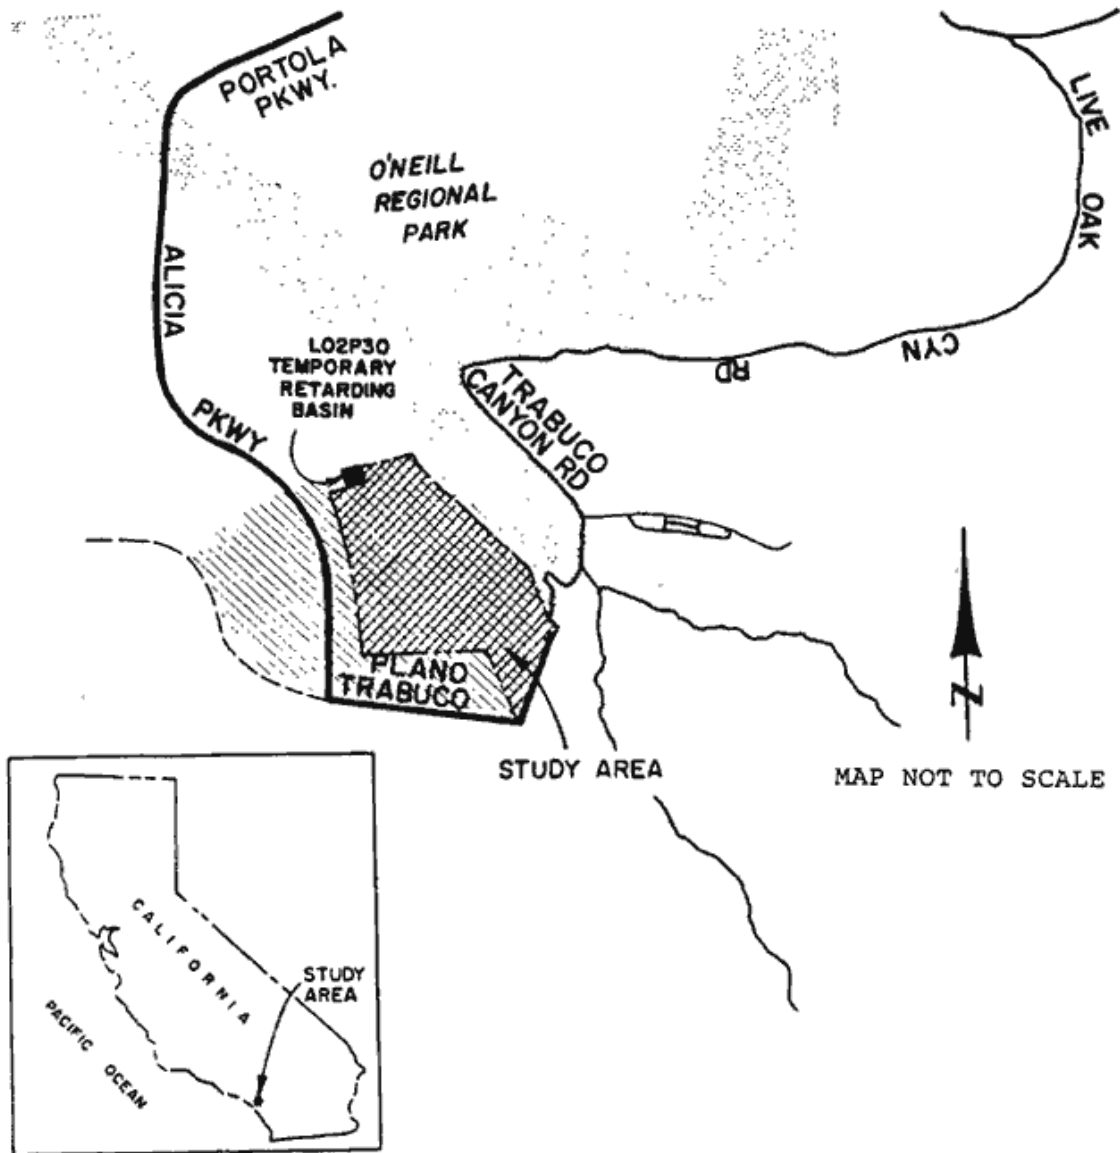 PORTOLA
PKWY.
O'NEILL
REGIONAL
PARK
LIVE
OAK
CYN
RD
ALICIA
PKWY
L02P30
TEMPORARY
RETARDING
BASIN
TRABUCO
CANYON RD
PLANO
TRABUCO
STUDY AREA
N
MAP NOT TO SCALE
CALIFORNIA
STUDY
AREA
PACIFIC OCEAN